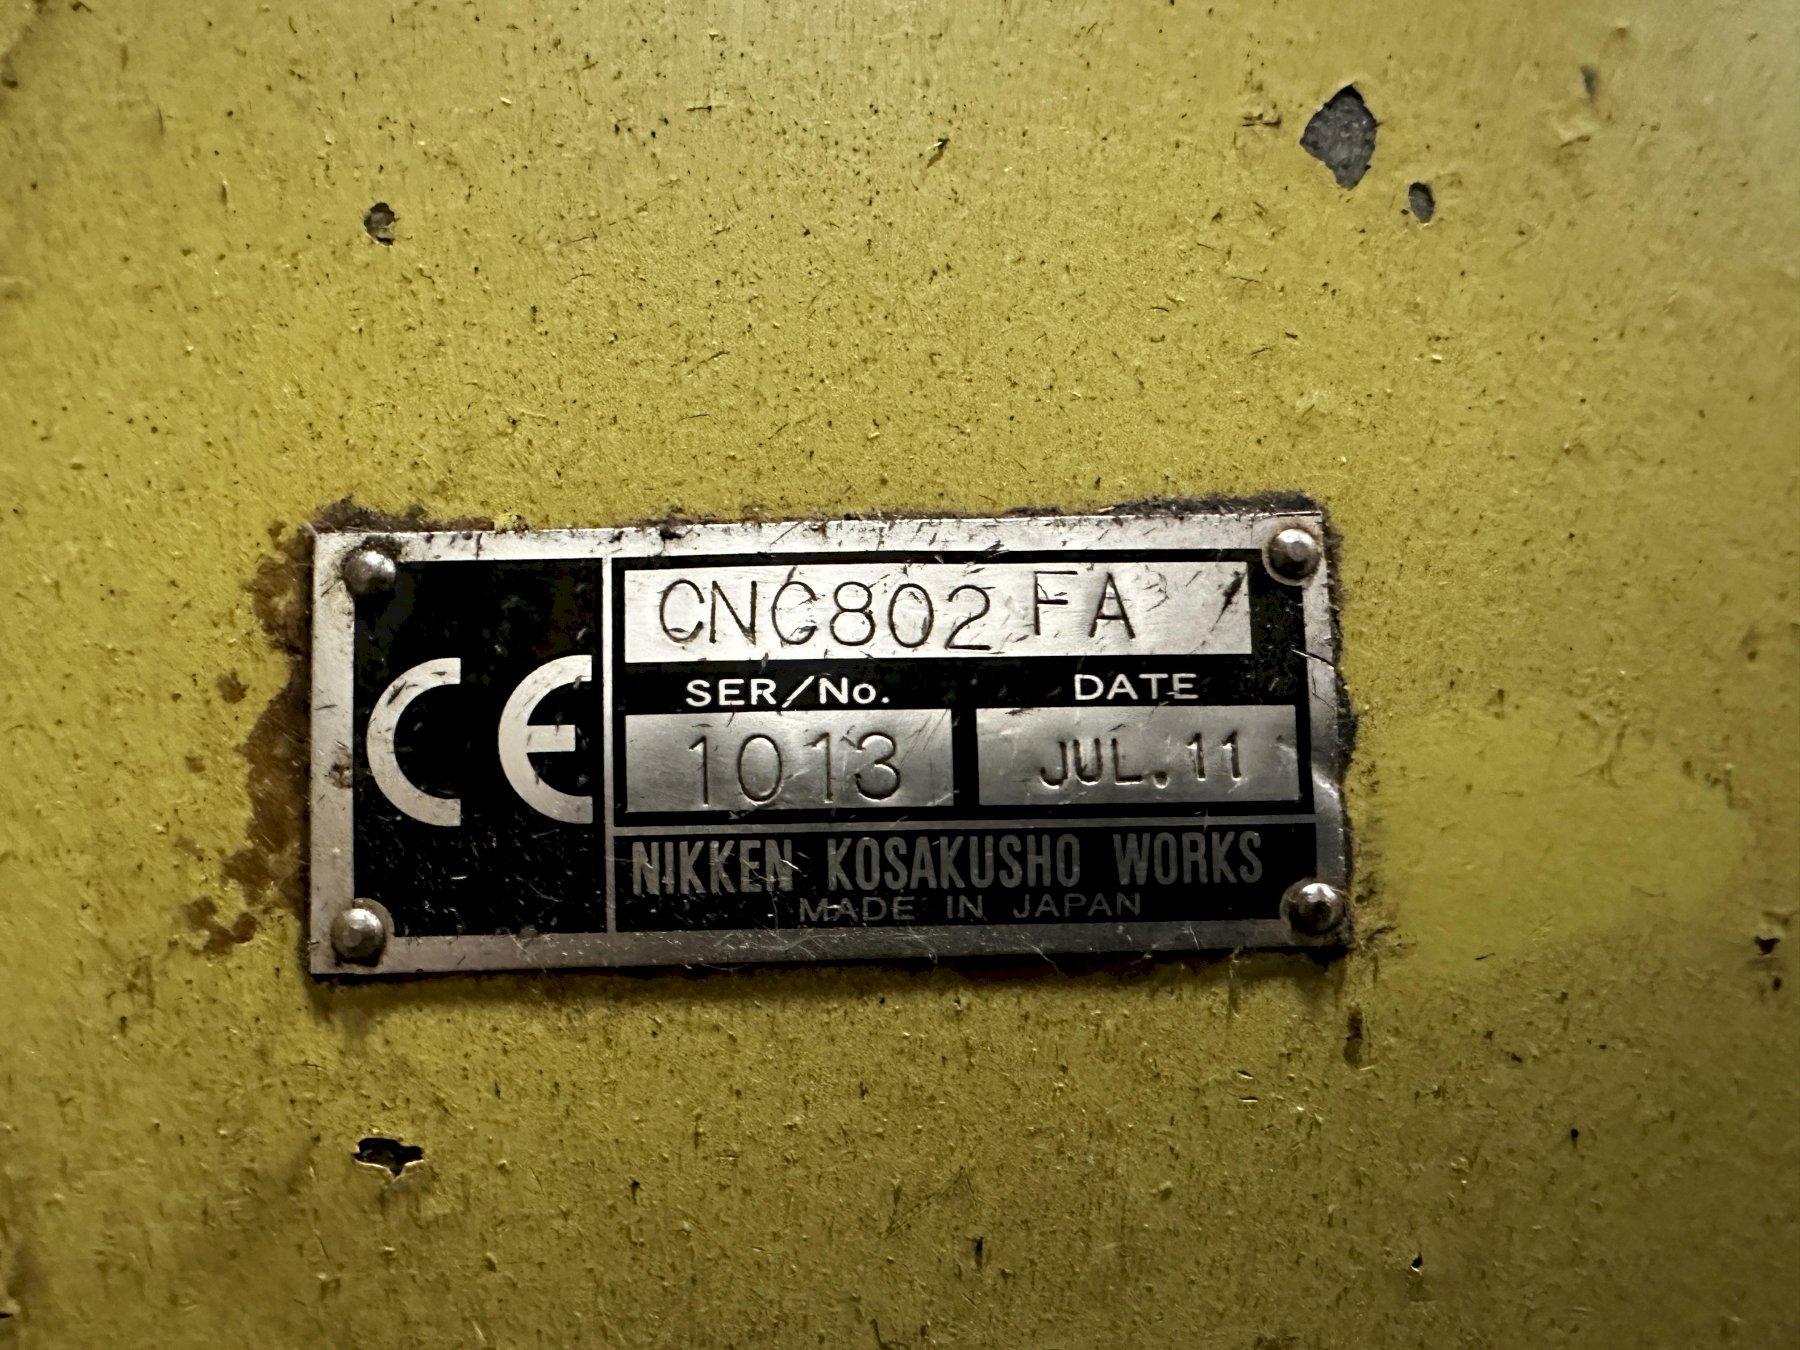 CE
CNC802 FA
SER/No. DATE
1013 JUL. 11
NIKKEN KOSAKUSHO WORKS
MADE IN JAPAN